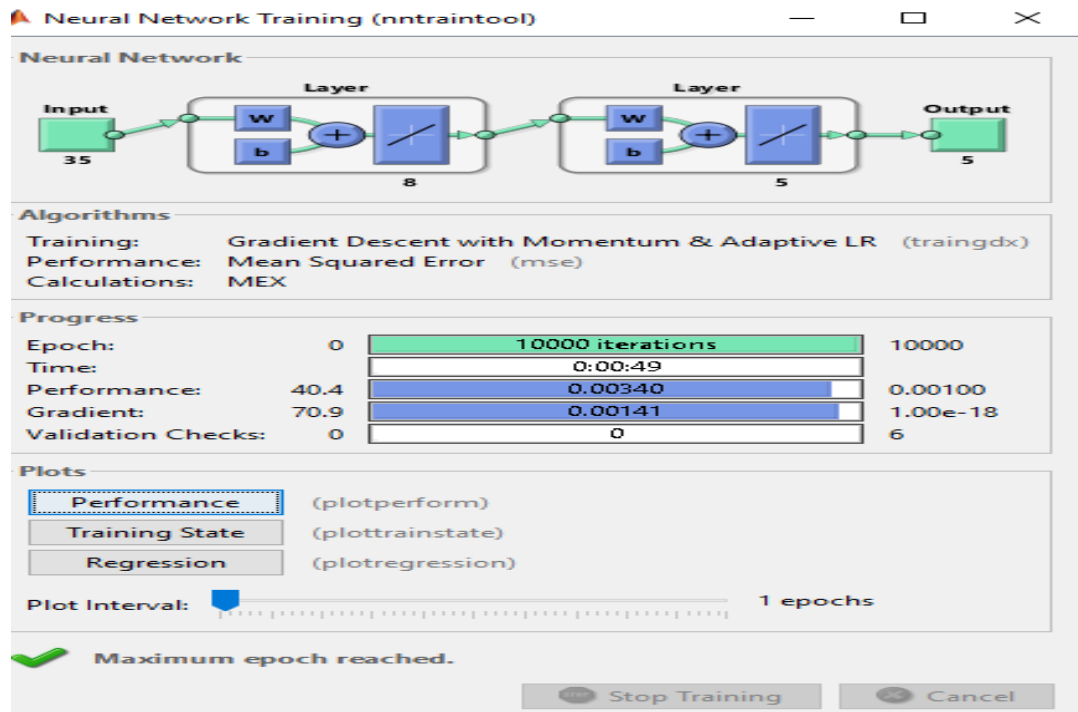 Neural Network Training (nntraintool)
Neural Network
Layer Layer
Input W W Output
b b
35 8 5 5
Algorithms
Training: Gradient Descent with Momentum & Adaptive LR (traingdx)
Performance: Mean Squared Error (mse)
Calculations: MEX
Progress
Epoch: 0 10000 iterations 10000
Time: 0:00:49
Performance: 40.4 0.00340 0.00100
Gradient: 70.9 0.00141 1.00e-18
Validation Checks: 0 0 6
Plots
Performance (plotperform)
Training State (plottrainstate)
Regression (plotregression)
Plot Interval: 1 epochs
Maximum epoch reached.
STOP Stop Training Cancel